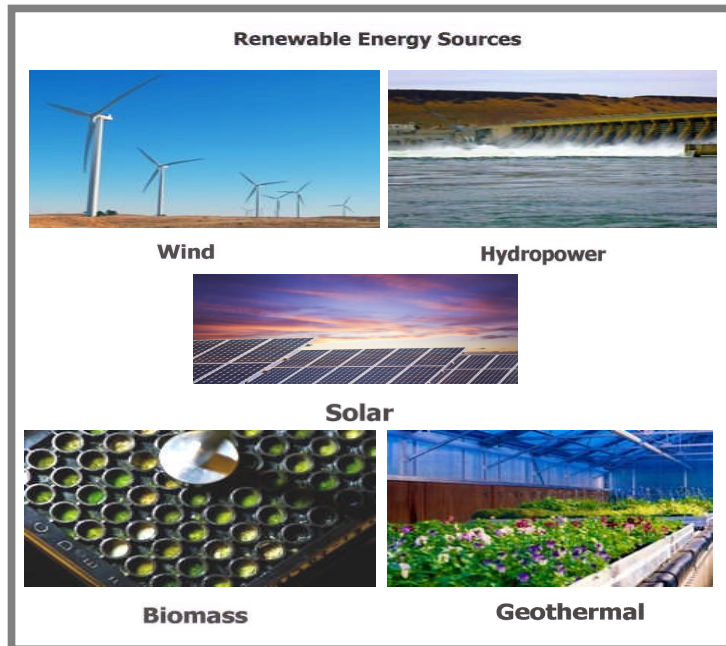 Renewable Energy Sources
Wind
Hydropower
Solar
Biomass
Geothermal